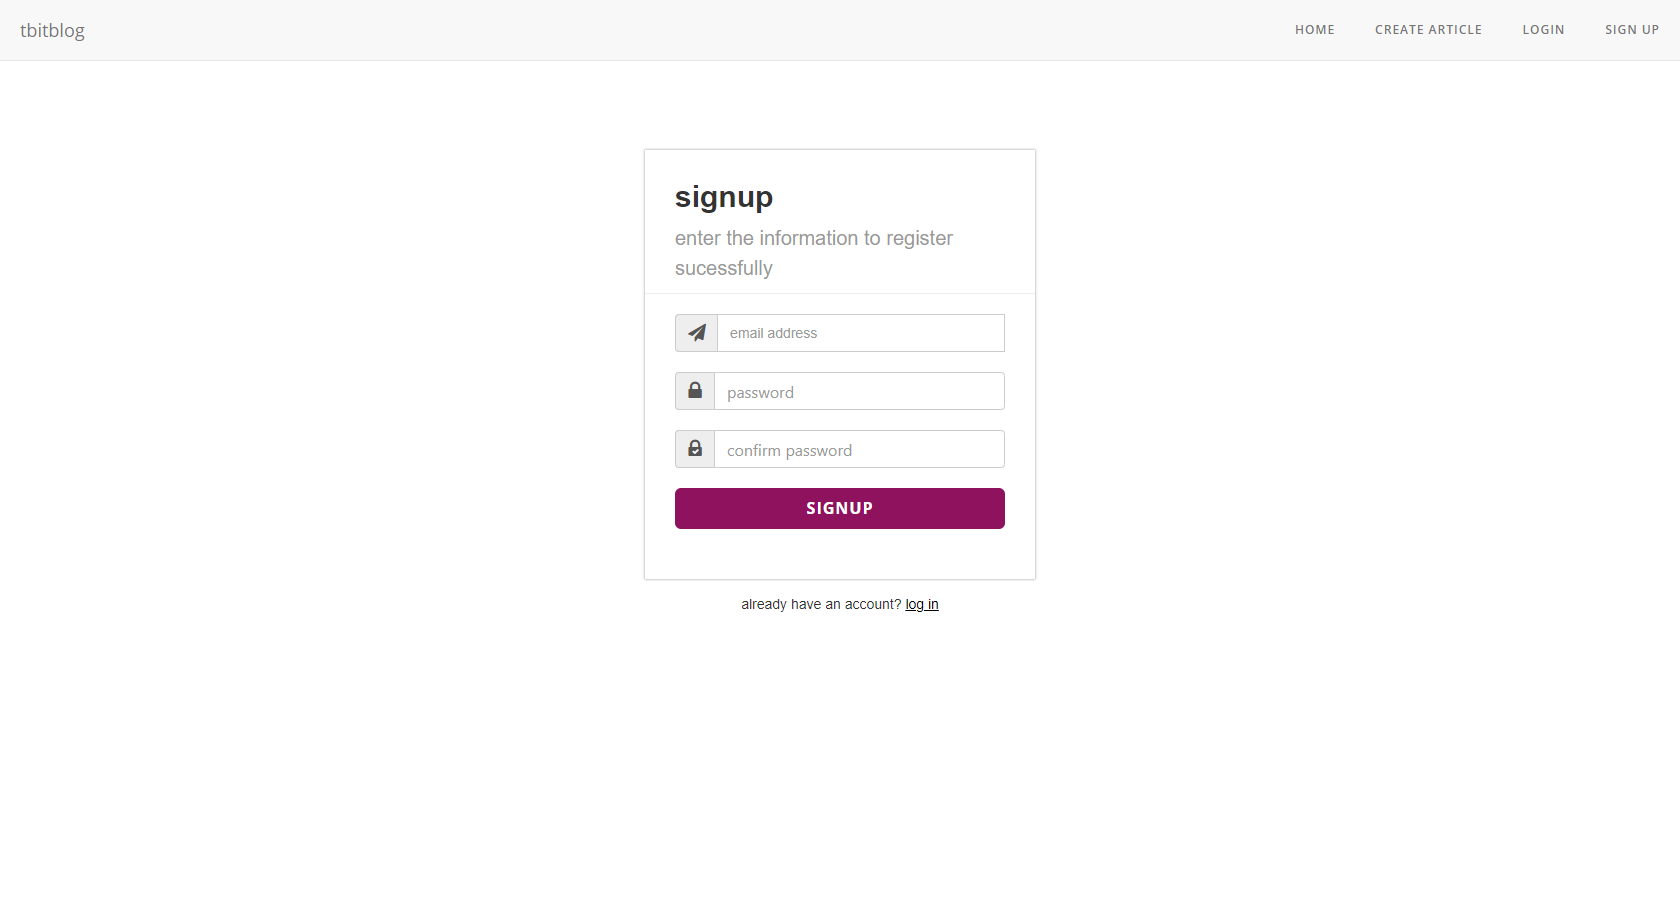 tbitblog
HOME
CREATE ARTICLE
LOGIN
SIGN UP
signup
enter the information to register
sucessfully
email address
password
confirm password
SIGNUP
already have an account? log in